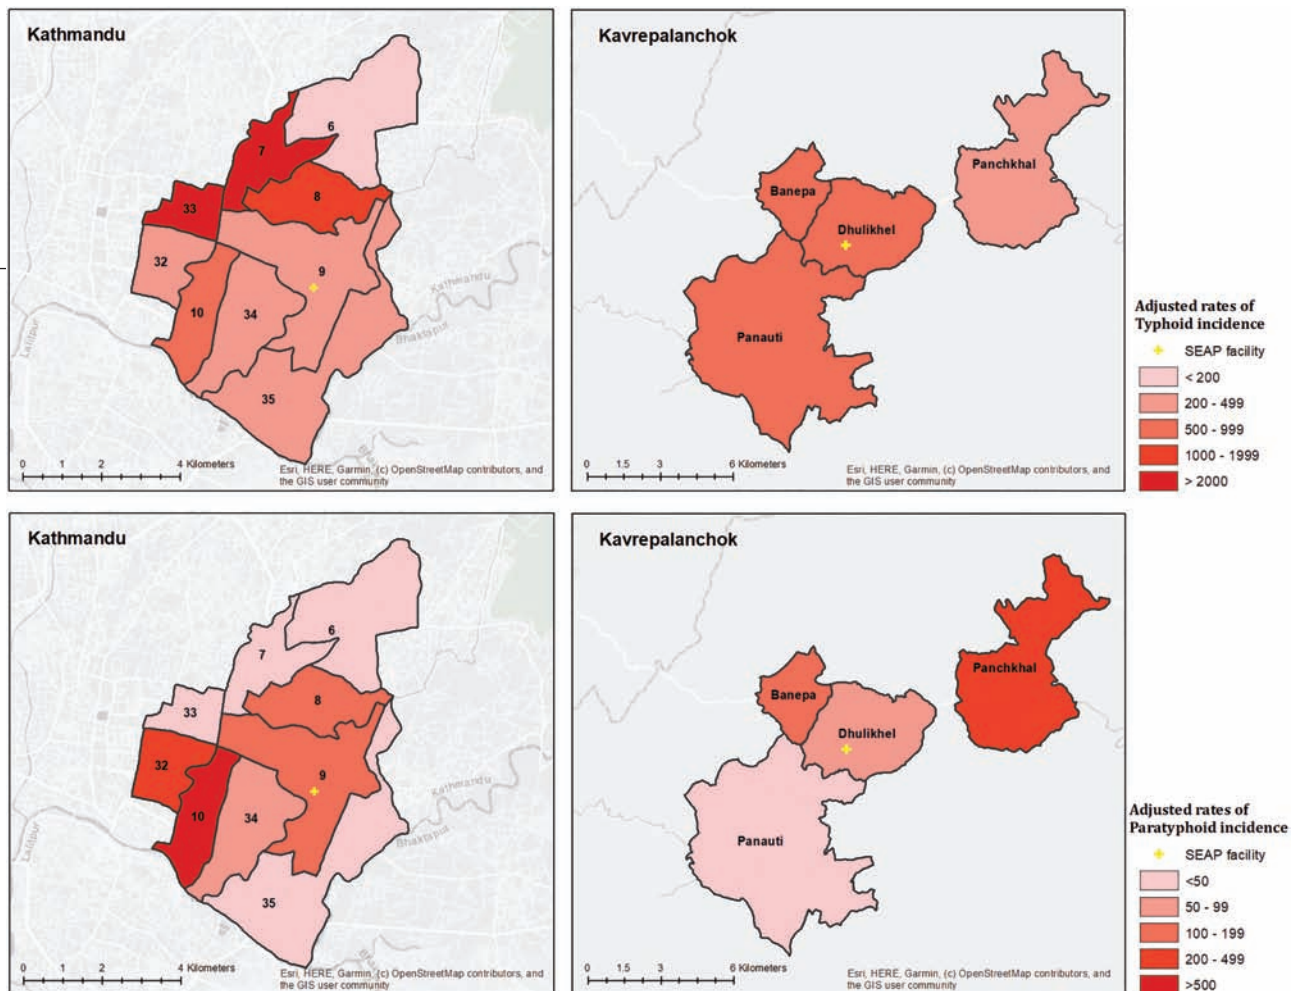 Kathmandu
6
7
8
33
32
9
10
34
35
Lalitpur
Kathmandu
Bhaktapur
0 1 2 4 Kilometers
Esri, HERE, Garmin, (c) OpenStreetMap contributors, and
the GIS user community
Kavrepalanchok
Panchkhal
Banepa
Dhulikhel
Panauti
0 1.5 3 6 Kilometers
Esri, HERE, Garmin, (c) OpenStreetMap contributors, and
the GIS user community
Adjusted rates of
Typhoid incidence
SEAP facility
< 200
200 - 499
500 - 999
1000 - 1999
> 2000
Kathmandu
6
7
8
33
32
9
10
34
35
Lalitpur
Kathmandu
Bhaktapur
0 1 2 4 Kilometers
Esri, HERE, Garmin, (c) OpenStreetMap contributors, and
the GIS user community
Kavrepalanchok
Panchkhal
Banepa
Dhulikhel
Panauti
0 1.5 3 6 Kilometers
Esri, HERE, Garmin, (c) OpenStreetMap contributors, and
the GIS user community
Adjusted rates of
Paratyphoid incidence
SEAP facility
<50
50 - 99
100 - 199
200 - 499
>500